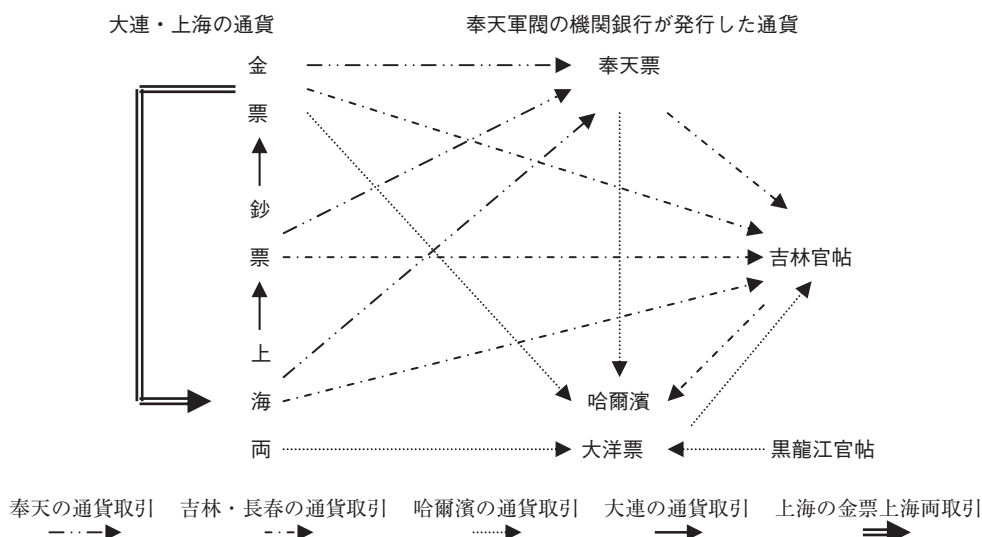 大連・上海の通貨
奉天軍閥の機関銀行が発行した通貨
金票
鈔票
上海両
奉天票
吉林官帖
哈爾濱
大洋票
黒龍江官帖
奉天の通貨取引
吉林・長春の通貨取引
哈爾濱の通貨取引
大連の通貨取引
上海の金票上海両取引